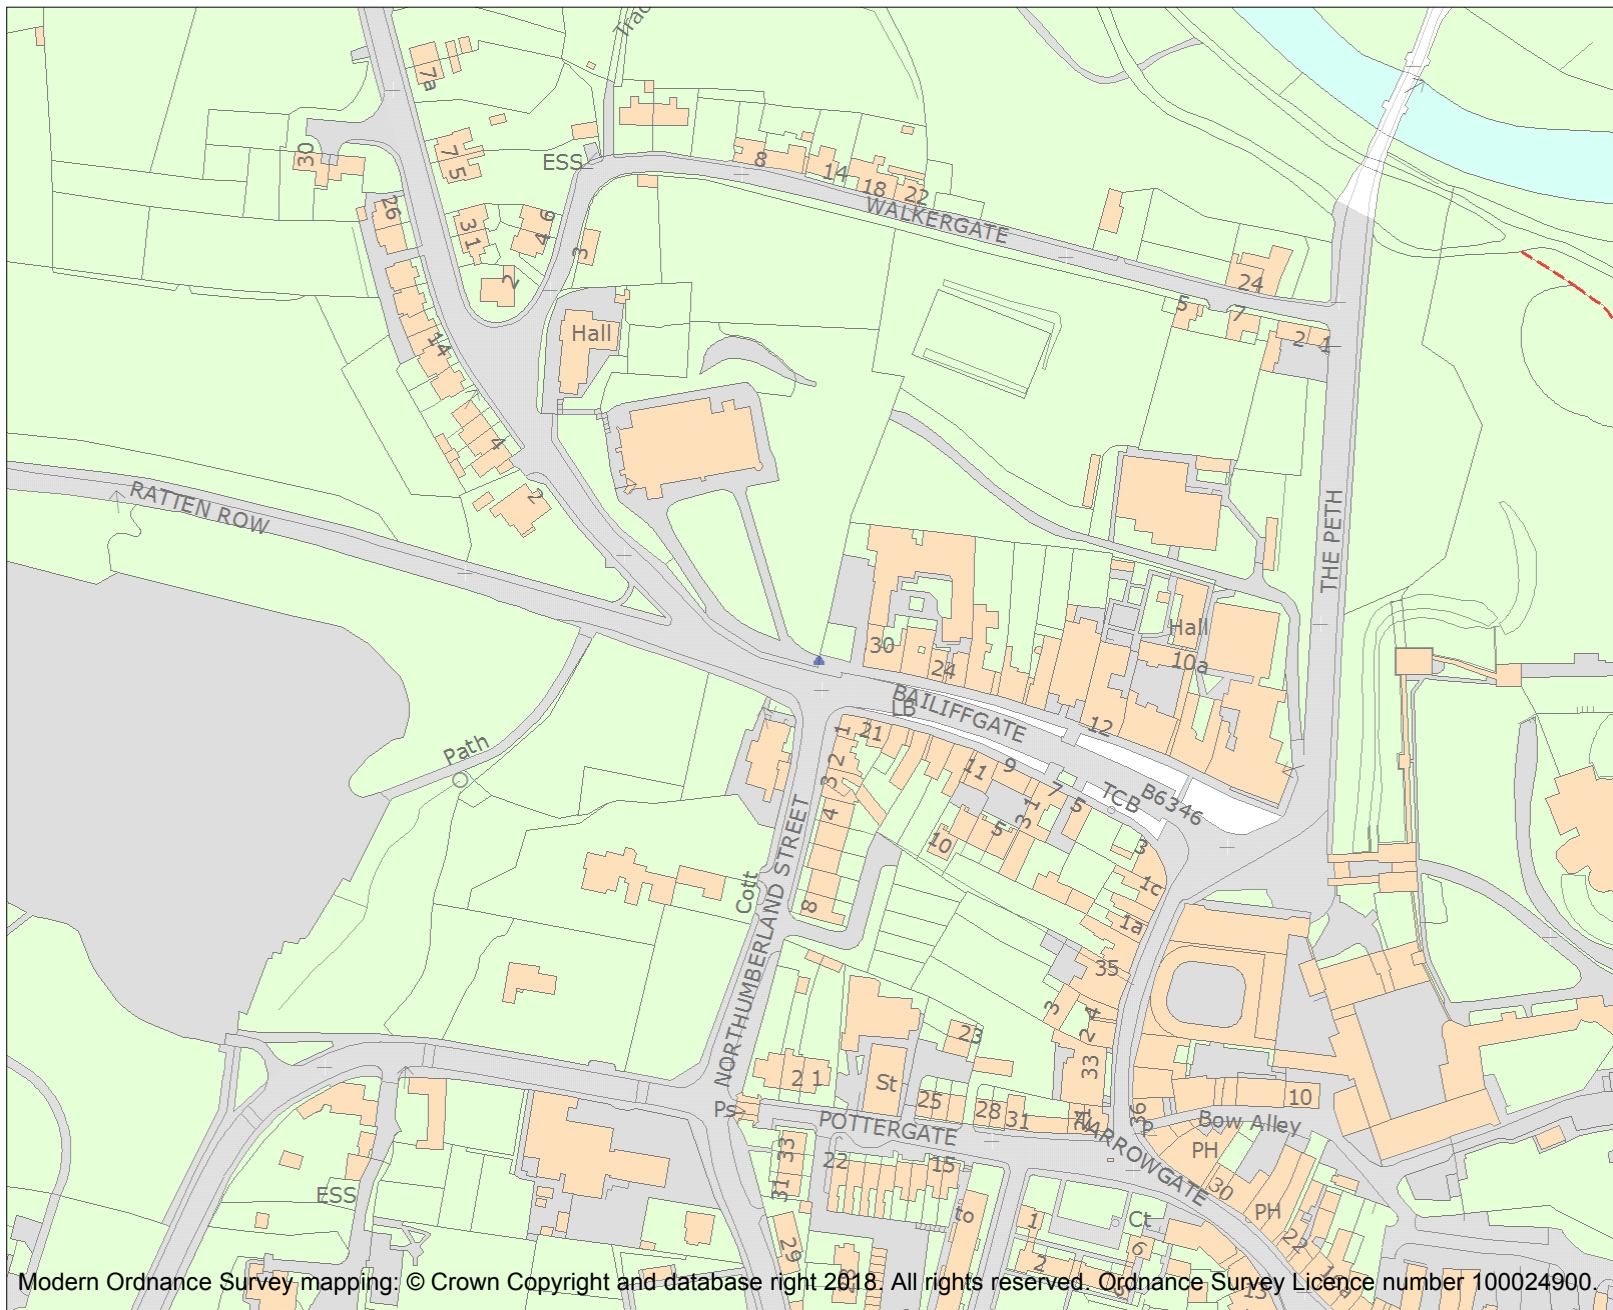 Trac
7a
7 5
ESS
30
26
3 1
4 6
2
3
8
14
18
22
WALKERGATE
24
5
7
2
1
Hall
14
4
2
RATTEN ROW
THE PETH
30
24
Hall
10a
BAILIFFGATE
LB
12
21
1
2
3
4
8
11
9
7
5
TCB
B6346
3
1c
1a
1
3
5
10
Path
Cott
NORTHUMBERLAND STREET
35
3
2 4
33
23
2 1
St
25
28
31
Ps
POTTERGATE
NARROWGATE
36
Bow Alley
10
PH
30
PH
22
33
31
29
22
15
to
1
2
Ct
6
ESS
13
Modern Ordnance Survey mapping: © Crown Copyright and database right 2018. All rights reserved. Ordnance Survey Licence number 100024900.